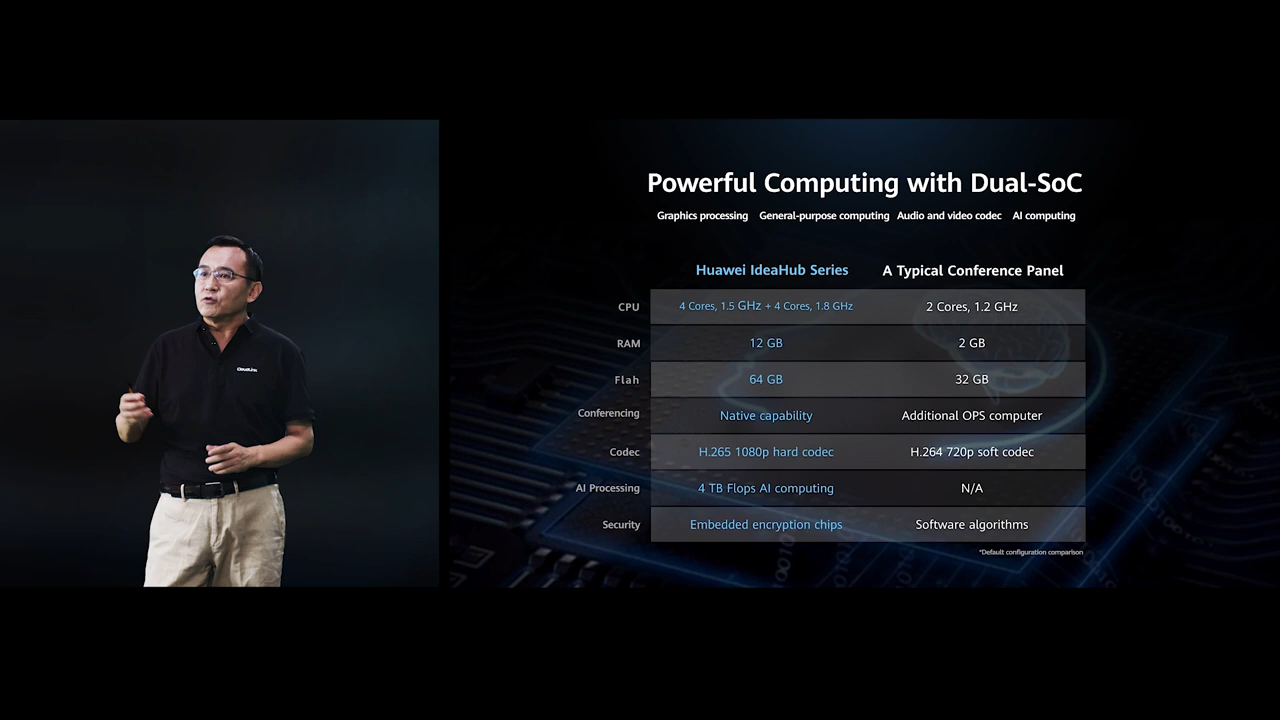 Powerful Computing with Dual-SoC
Graphics processing General-purpose computing Audio and video codec AI computing
Huawei IdeaHub Series A Typical Conference Panel
CPU 4 Cores, 1.5 GHz + 4 Cores, 1.8 GHz 2 Cores, 1.2 GHz
RAM 12 GB 2 GB
Flah 64 GB 32 GB
Conferencing Native capability Additional OPS computer
Codec H.265 1080p hard codec H.264 720p soft codec
AI Processing 4 TB Flops AI computing N/A
Security Embedded encryption chips Software algorithms
*Default configuration comparison
CloudLink